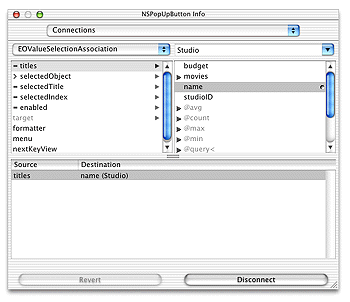 NSPopUpButton Info
Connections
EOValueSelectionAssociation
Studio
= titles
> selectedObject
= selectedTitle
= selectedIndex
= enabled
target
formatter
menu
nextKeyView
budget
movies
name
studioID
@avg
@count
@max
@min
@query<
Source Destination
titles name (Studio)
Revert Disconnect